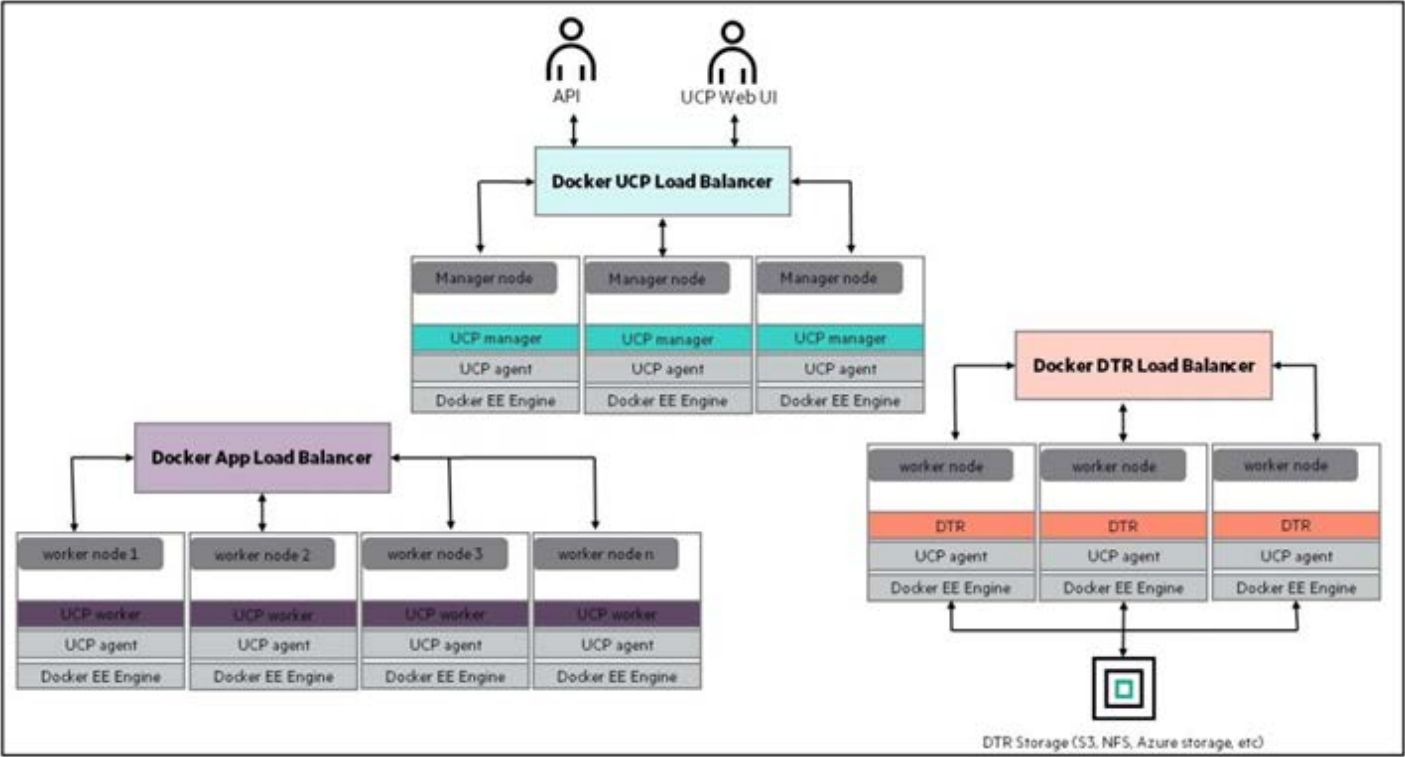 API
UCP Web UI
Docker UCP Load Balancer
Manager node
Manager node
Manager node
UCP manager
UCP manager
UCP manager
UCP agent
UCP agent
UCP agent
Docker EE Engine
Docker EE Engine
Docker EE Engine
Docker DTR Load Balancer
worker node
worker node
worker node
DTR
DTR
DTR
UCP agent
UCP agent
UCP agent
Docker EE Engine
Docker EE Engine
Docker EE Engine
DTR Storage (S3, NFS, Azure storage, etc)
Docker App Load Balancer
worker node 1
worker node 2
worker node 3
worker node n
UCP worker
UCP worker
UCP worker
UCP worker
UCP agent
UCP agent
UCP agent
UCP agent
Docker EE Engine
Docker EE Engine
Docker EE Engine
Docker EE Engine